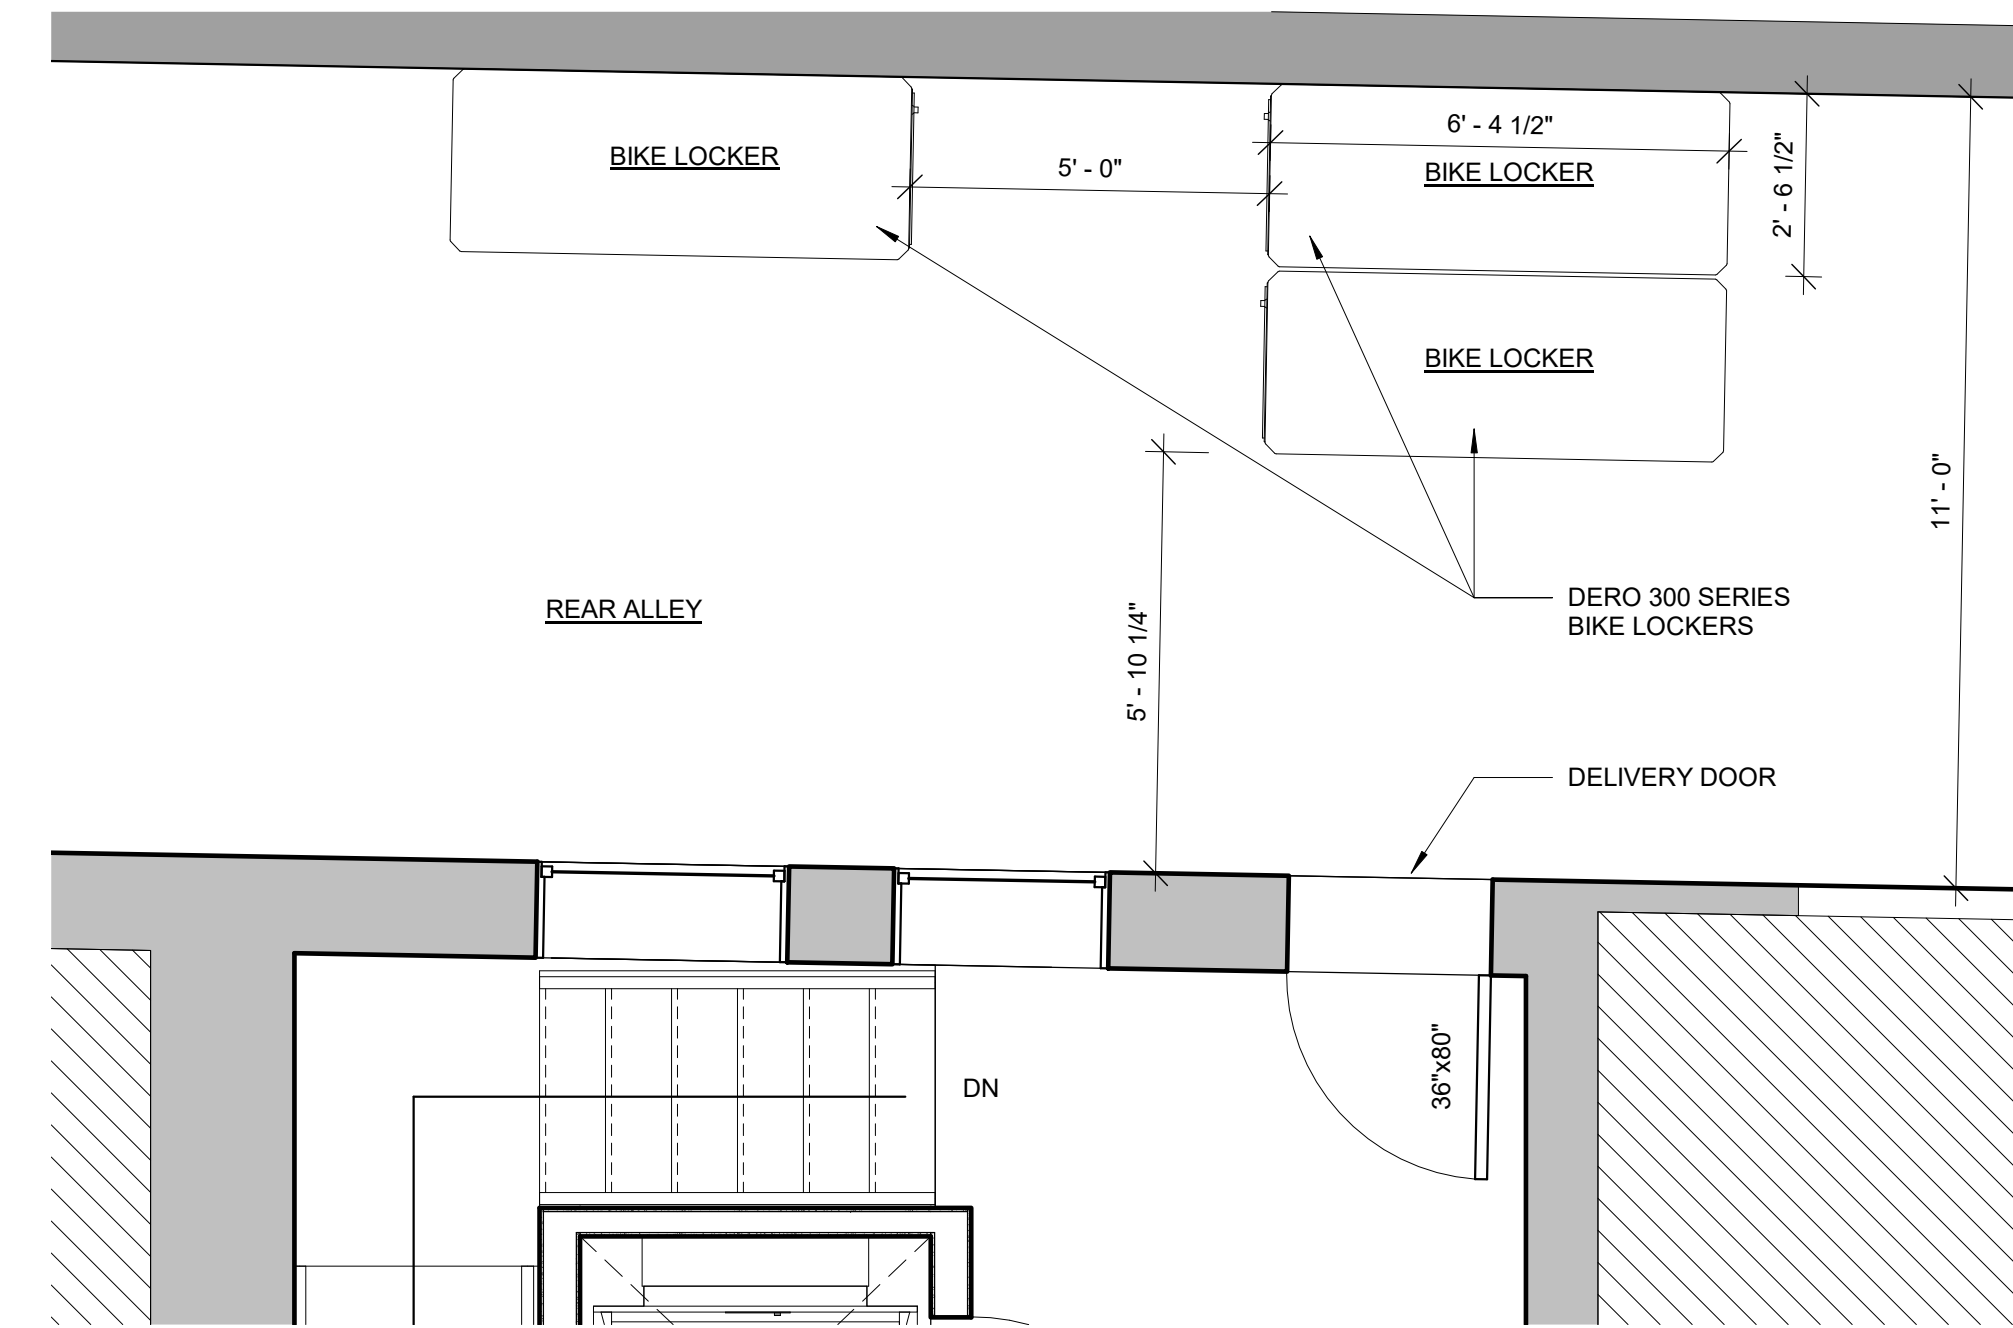 6' - 4 1/2"
BIKE LOCKER
5' - 0"
BIKE LOCKER
2' - 6 1/2"
BIKE LOCKER
11' - 0"
REAR ALLEY
5' - 10 1/4"
DERO 300 SERIES
BIKE LOCKERS
DELIVERY DOOR
DN
36"x80"